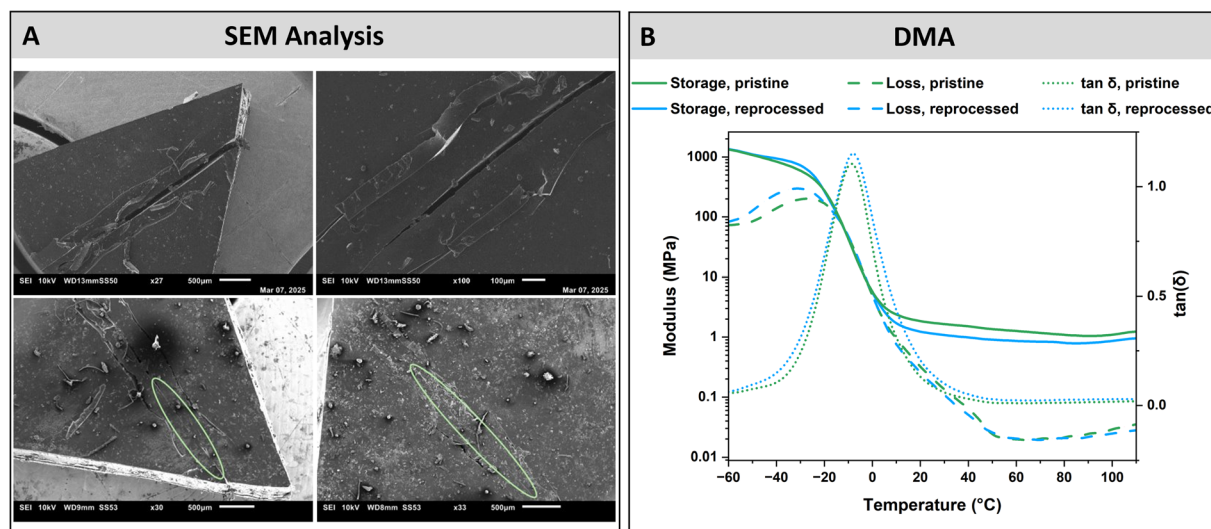 A SEM Analysis
SEI 10kV WD13mmSS50 x27 500µm
Mar 07, 2025
SEI 10kV WD13mmSS50 x100 100µm
Mar 07, 2025
SEI 10kV WD9mm SS53 x30 500µm
SEI 10kV WD8mm SS53 x33 500µm
B DMA
Storage, pristine Loss, pristine tan δ, pristine
Storage, reprocessed Loss, reprocessed tan δ, reprocessed
Modulus (MPa)
1000
100
10
1
0.1
0.01
tan(δ)
1.0
0.5
0.0
−60 −40 −20 0 20 40 60 80 100
Temperature (°C)